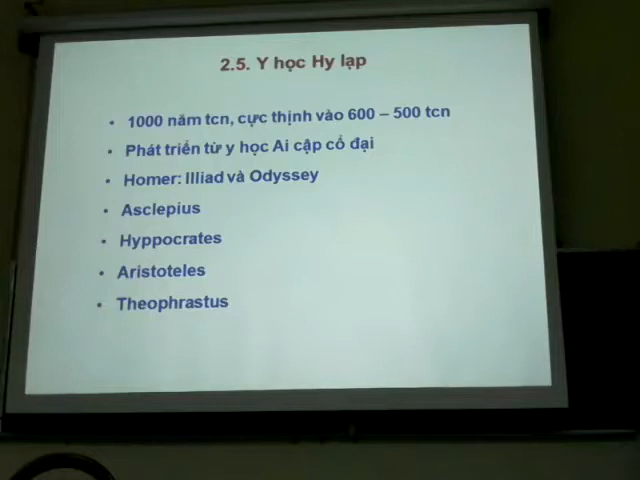 2.5. Y học Hy lạp
• 1000 năm tcn, cực thịnh vào 600 – 500 tcn
• Phát triển từ y học Ai cập cổ đại
• Homer: Illiad và Odyssey
• Asclepius
• Hyppocrates
• Aristoteles
• Theophrastus